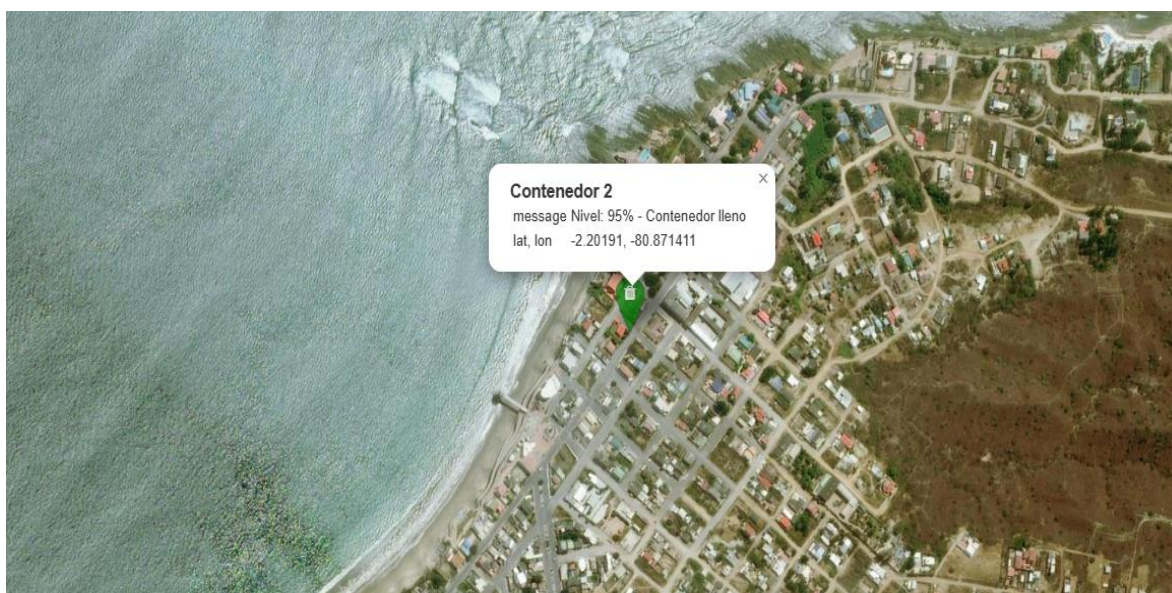 Contenedor 2
message Nivel: 95% - Contenedor lleno
lat, lon -2.20191, -80.871411